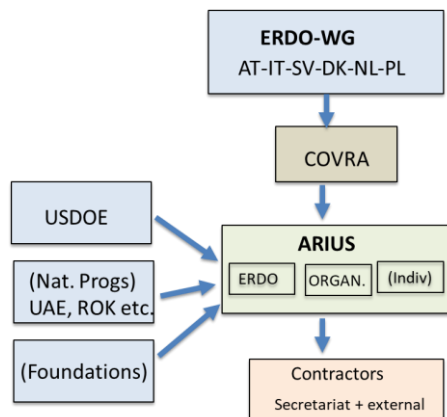 ERDO-WG
AT-IT-SV-DK-NL-PL
COVRA
USDOE
(Nat. Progs)
UAE, ROK etc.
(Foundations)
ARIUS
ERDO
ORGAN.
(Indiv)
Contractors
Secretariat + external